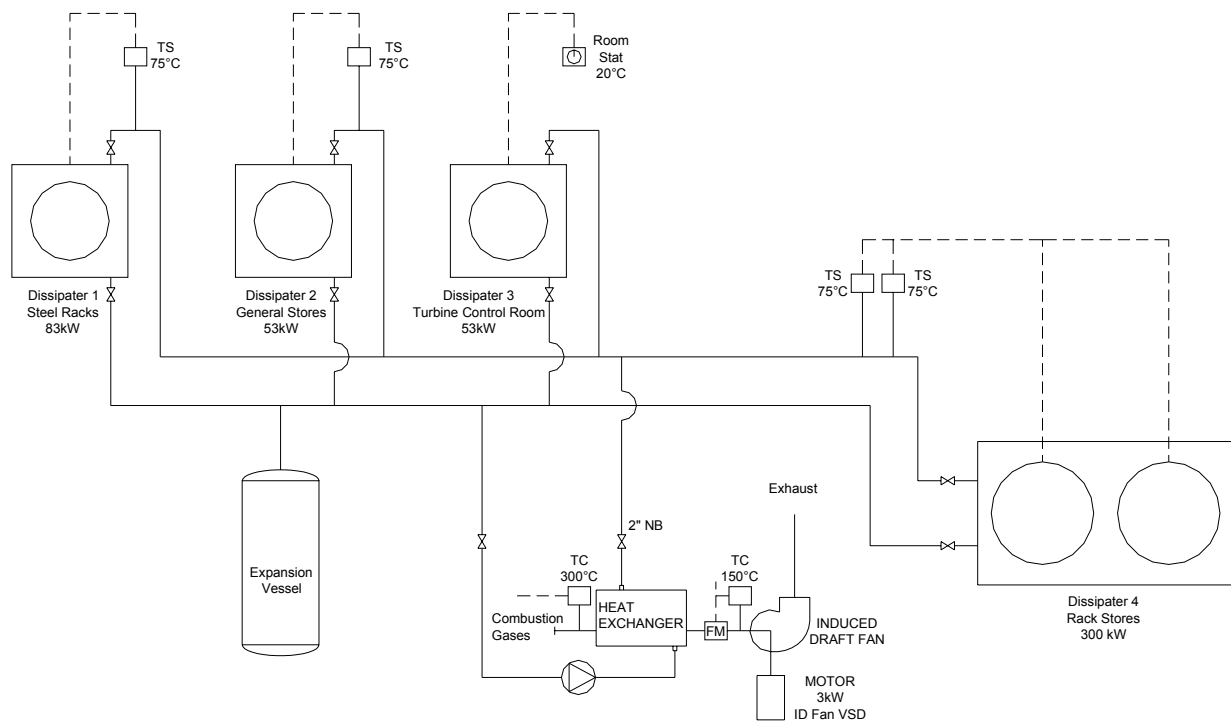 TS
75°C
TS
75°C
Room
Stat
20°C
Dissipater 1
Steel Racks
83kW
Dissipater 2
General Stores
53kW
Dissipater 3
Turbine Control Room
53kW
TS
75°C
TS
75°C
Expansion
Vessel
2" NB
Exhaust
TC
300°C
TC
150°C
Combustion
Gases
HEAT
EXCHANGER
FM
INDUCED
DRAFT FAN
MOTOR
3kW
ID Fan VSD
Dissipater 4
Rack Stores
300 kW